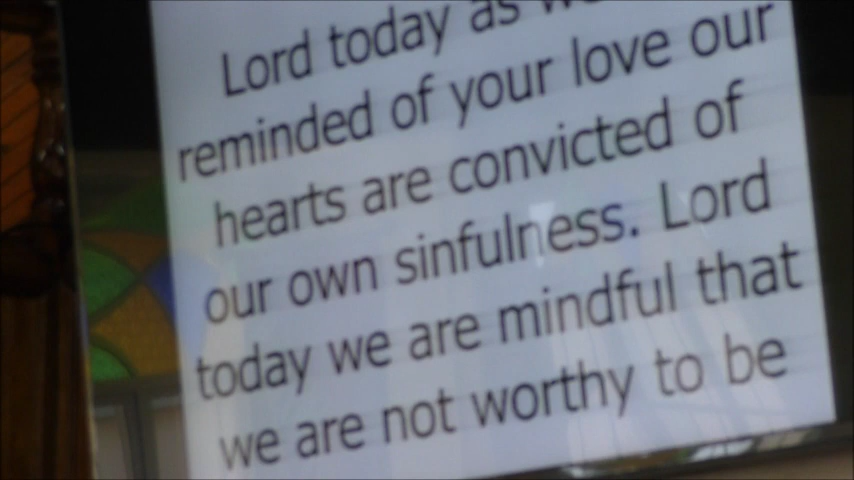 Lord today as
reminded of your love our
hearts are convicted of
our own sinfulness. Lord
today we are mindful that
we are not worthy to be